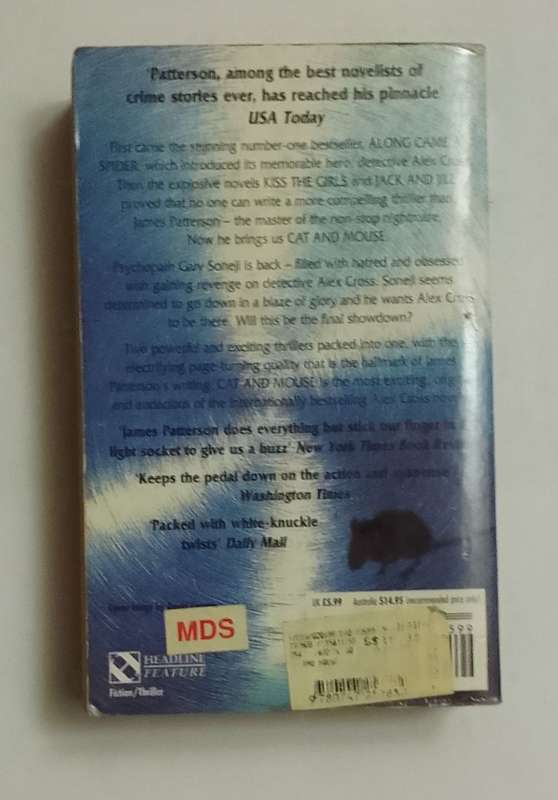 'Patterson, among the best novelists of
crime stories ever, has reached his pinnacle
USA Today
First came the stunning number-one bestseller, ALONG CAME A
SPIDER, which introduced its memorable hero, detective Alex Cross.
Then the explosive novels KISS THE GIRLS and JACK AND JILL
proved that no one can write a more compelling thriller than
James Patterson – the master of the non-stop nightmare.
Now he brings us CAT AND MOUSE.
Psychopath Gary Soneji is back – filled with hatred and obsessed
with gaining revenge on detective Alex Cross. Soneji seems
determined to go down in a blaze of glory and he wants Alex Cross
to be there. Will this be the final showdown?
Two powerful and exciting thrillers packed into one, with the
electrifying page-turning quality that is the hallmark of James
Patterson's writing, CAT AND MOUSE is the most exciting,
and audacious of the internationally bestselling Alex Cross
'James Patterson does everything but stick our finger in a
light socket to give us a buzz' New York Times Book Review
'Keeps the pedal down on the action and suspense
Washington Times
'Packed with white-knuckle
twists' Daily Mail
UK £5.99 Australia $14.95 (recommended price only)
599
MDS
HEADLINE
FEATURE
Fiction/Thriller